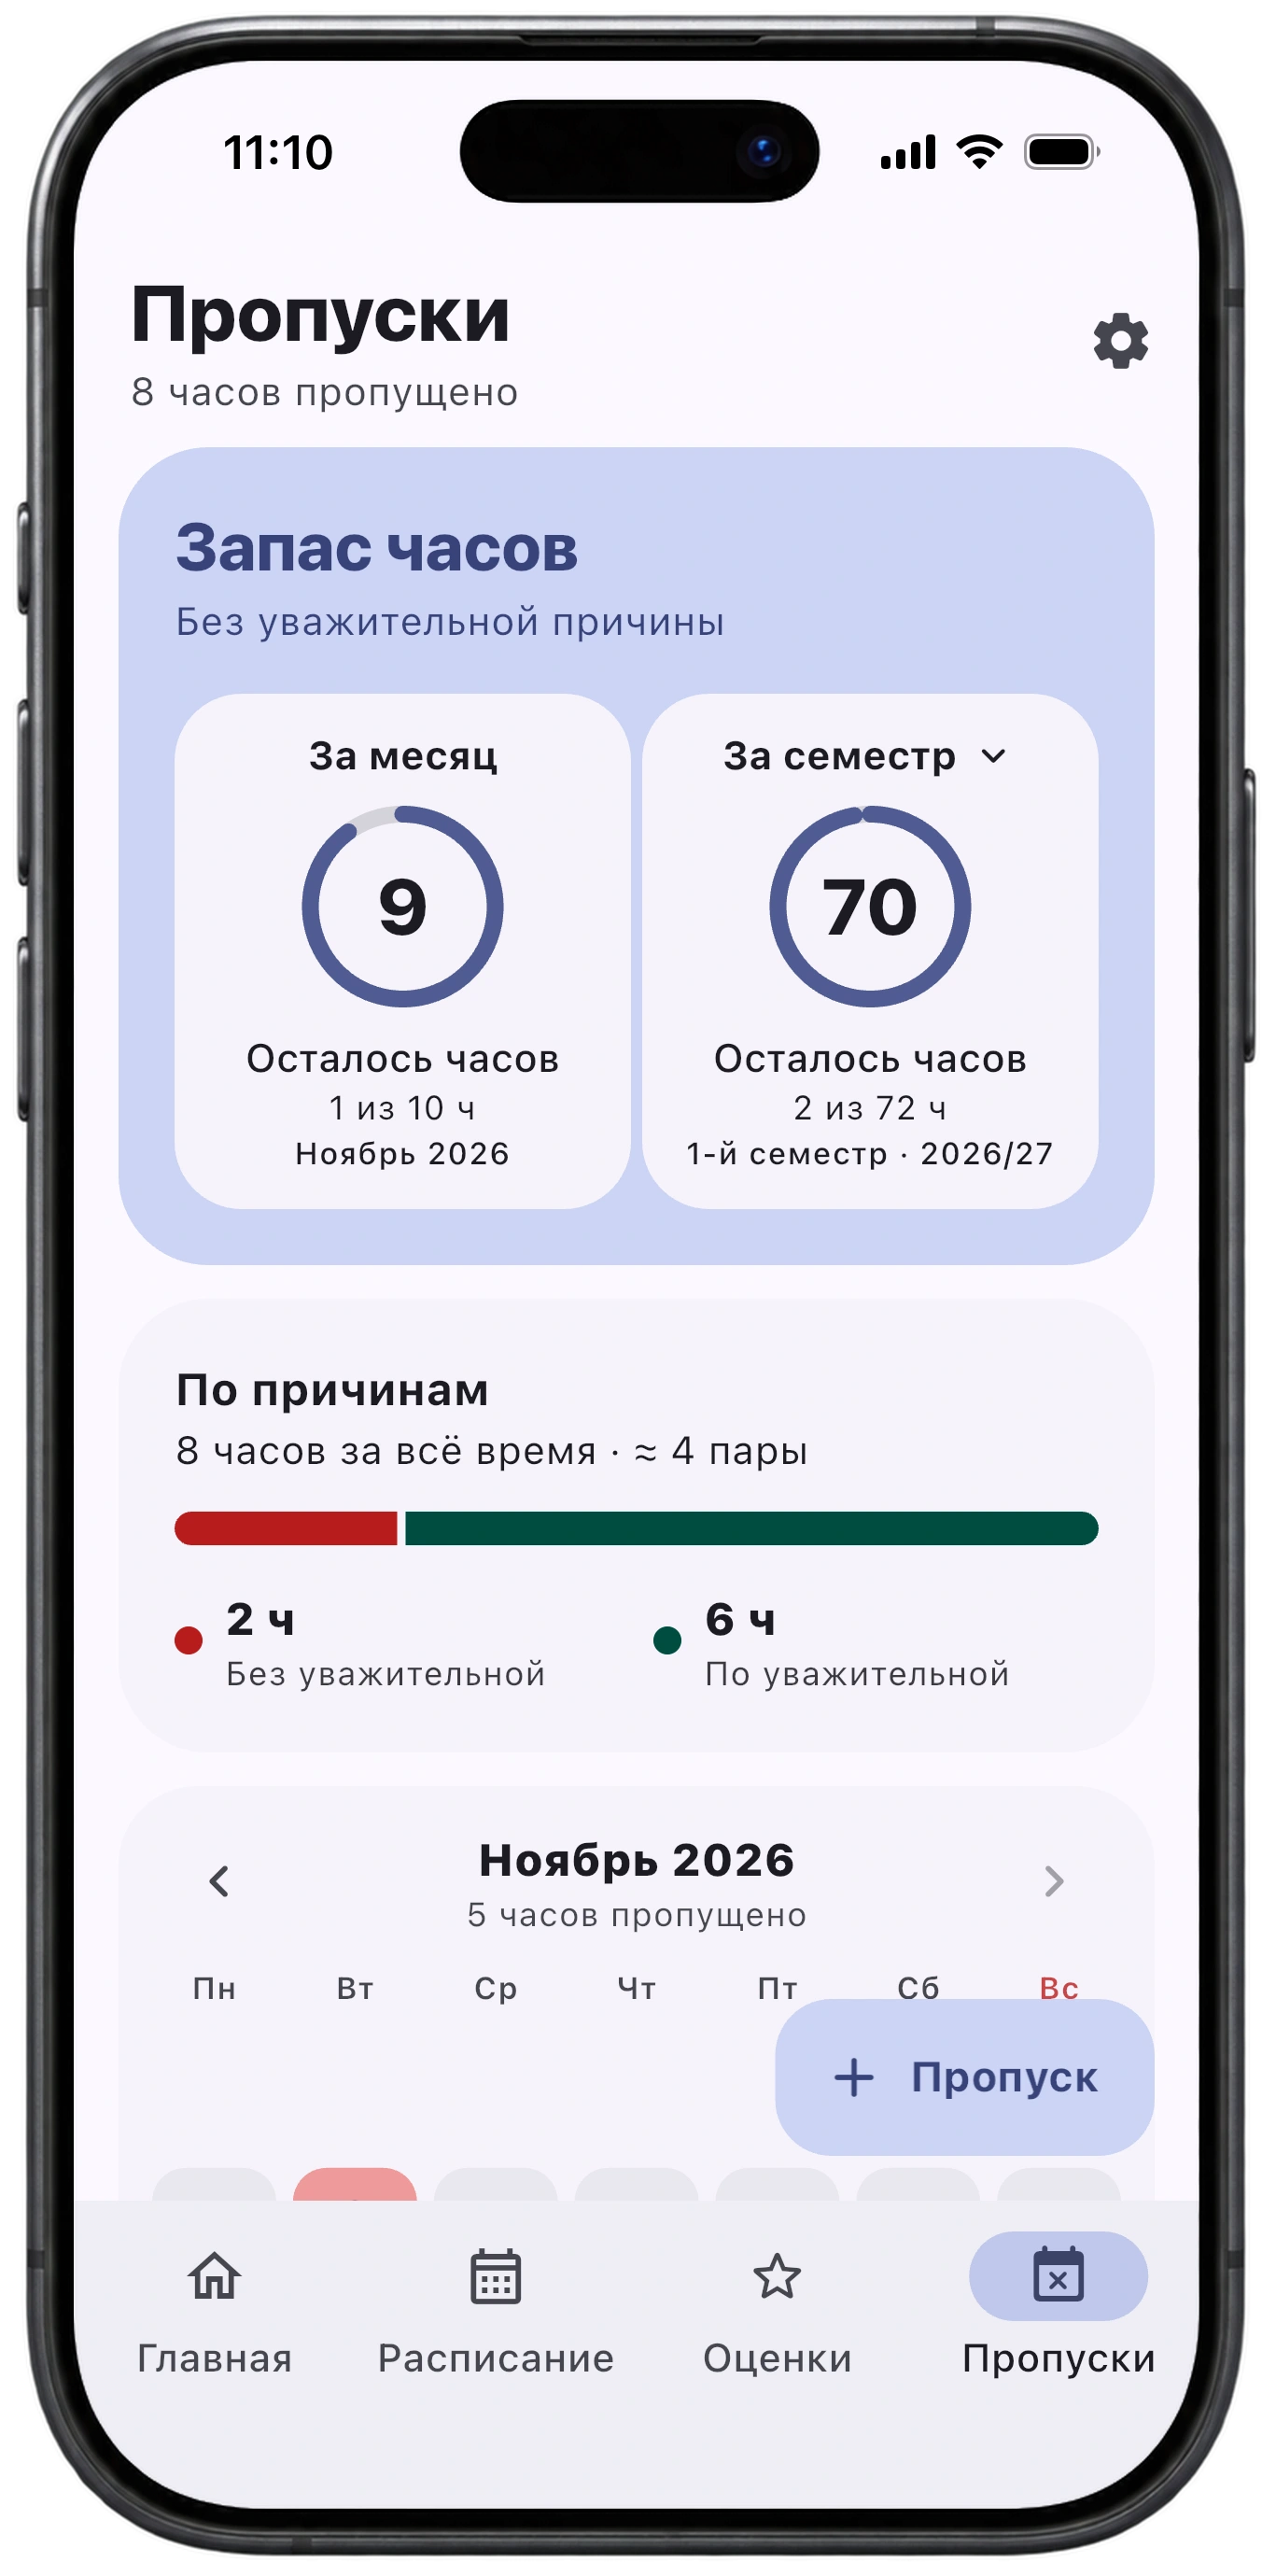 11:10
Пропуски
8 часов пропущено
Запас часов
Без уважительной причины
За месяц
9
Осталось часов
1 из 10 ч
Ноябрь 2026
За семестр
70
Осталось часов
2 из 72 ч
1-й семестр · 2026/27
По причинам
8 часов за всё время · ≈ 4 пары
2 ч
Без уважительной
6 ч
По уважительной
Ноябрь 2026
5 часов пропущено
Пн Вт Ср Чт Пт Сб Вс
+ Пропуск
Главная Расписание Оценки Пропуски